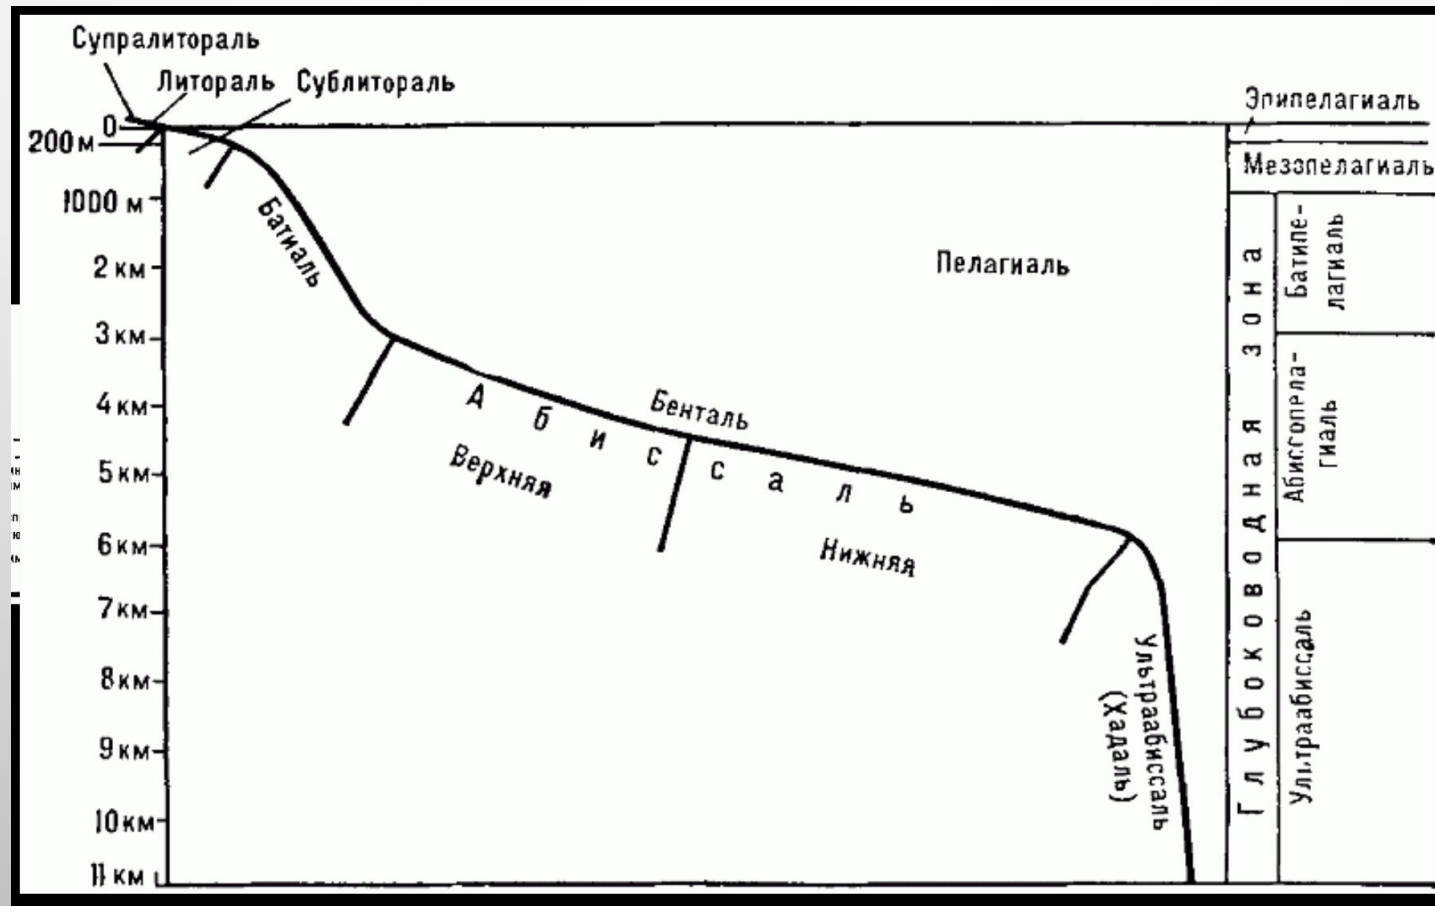 Супралитораль
Литораль
Сублитораль
Эпипелагиаль
0
200 м
Мезопелагиаль
1000 м
Батиаль
Пелагиаль
Батипе-
лагиаль
2 км
3 км
4 км
Абиссаль
Бенталь
Верхняя
Нижняя
Глубоководная зона
Абиссопела-
гиаль
5 км
6 км
7 км
8 км
9 км
10 км
11 км
Ультраабиссаль
(Хадаль)
Ультраабиссаль